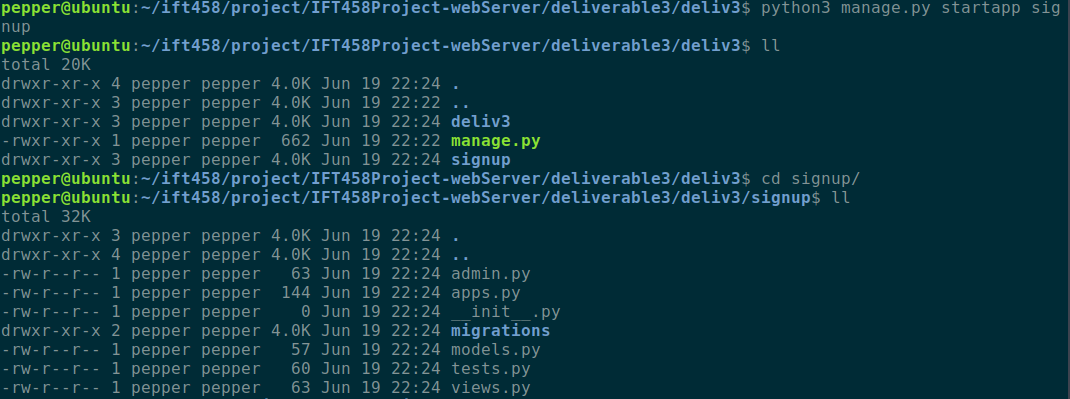 pepper@ubuntu:~/ift458/project/IFT458Project-webServer/deliverable3/deliv3$ python3 manage.py startapp sig
nup
pepper@ubuntu:~/ift458/project/IFT458Project-webServer/deliverable3/deliv3$ ll
total 20K
drwxr-xr-x 4 pepper pepper 4.0K Jun 19 22:24 .
drwxr-xr-x 3 pepper pepper 4.0K Jun 19 22:22 ..
drwxr-xr-x 3 pepper pepper 4.0K Jun 19 22:24 deliv3
-rwxr-xr-x 1 pepper pepper  662 Jun 19 22:22 manage.py
drwxr-xr-x 3 pepper pepper 4.0K Jun 19 22:24 signup
pepper@ubuntu:~/ift458/project/IFT458Project-webServer/deliverable3/deliv3$ cd signup/
pepper@ubuntu:~/ift458/project/IFT458Project-webServer/deliverable3/deliv3/signup$ ll
total 32K
drwxr-xr-x 3 pepper pepper 4.0K Jun 19 22:24 .
drwxr-xr-x 4 pepper pepper 4.0K Jun 19 22:24 ..
-rw-r--r-- 1 pepper pepper   63 Jun 19 22:24 admin.py
-rw-r--r-- 1 pepper pepper  144 Jun 19 22:24 apps.py
-rw-r--r-- 1 pepper pepper    0 Jun 19 22:24 __init__.py
drwxr-xr-x 2 pepper pepper 4.0K Jun 19 22:24 migrations
-rw-r--r-- 1 pepper pepper   57 Jun 19 22:24 models.py
-rw-r--r-- 1 pepper pepper   60 Jun 19 22:24 tests.py
-rw-r--r-- 1 pepper pepper   63 Jun 19 22:24 views.py